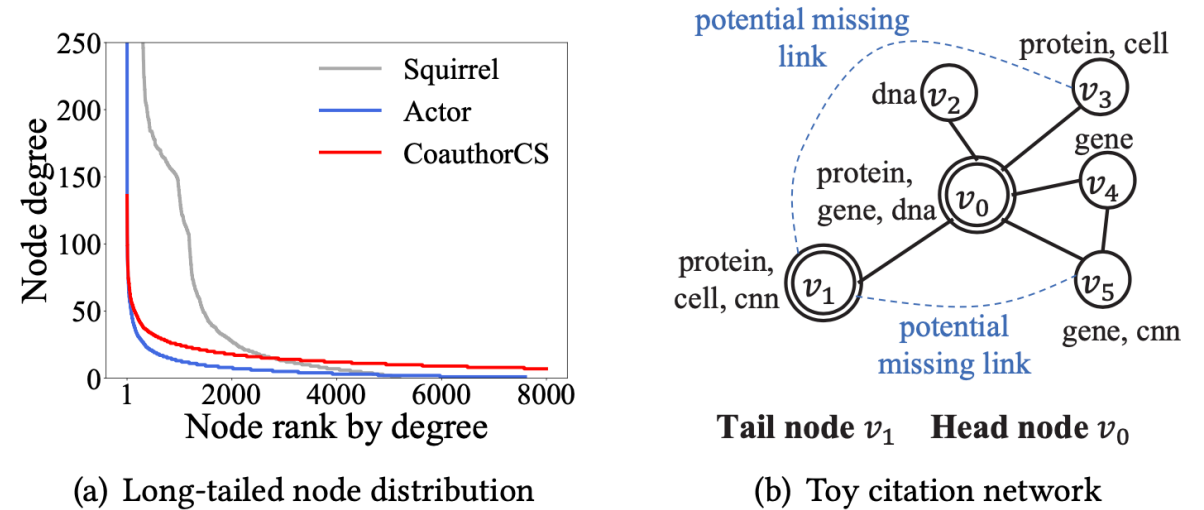 250
200
150
100
50
0
Node degree
Squirrel
Actor
CoauthorCS
1 2000 4000 6000 8000
Node rank by degree
(a) Long-tailed node distribution
potential missing
link
protein, cell
dna
v₂
v₃
gene
protein,
gene, dna
v₀
v₄
protein,
cell, cnn
v₁
v₅
potential
missing link
gene, cnn
Tail node v₁ Head node v₀
(b) Toy citation network